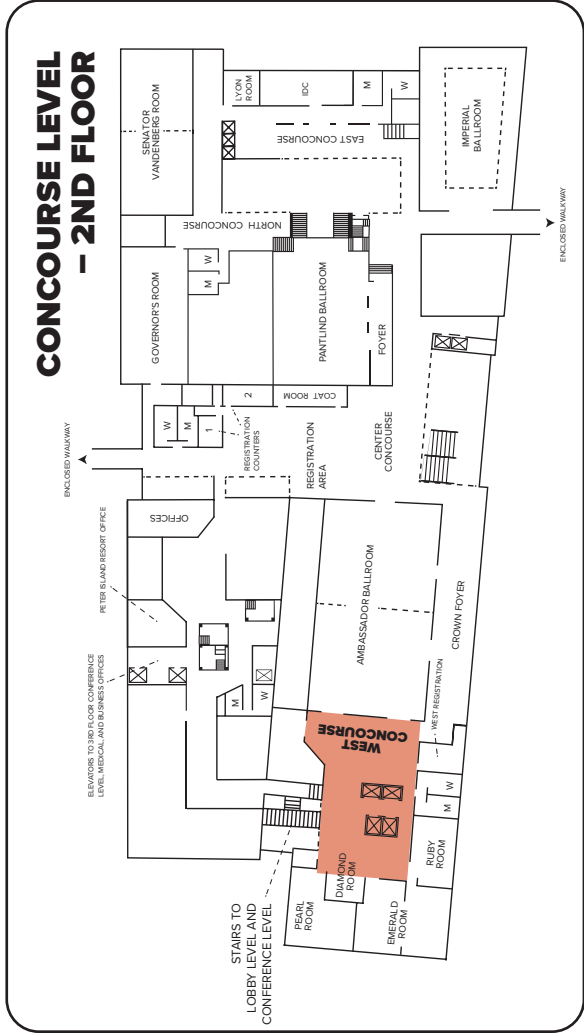 CONCOURSE LEVEL
– 2ND FLOOR
ENCLOSED WALKWAY
PETER ISLAND RESORT OFFICE
ELEVATORS TO 3RD FLOOR CONFERENCE
LEVEL, MEDICAL, AND BUSINESS OFFICES
STAIRS TO
LOBBY LEVEL AND
CONFERENCE LEVEL
OFFICES
M
W
W
M
1
2
REGISTRATION
COUNTERS
GOVERNOR'S ROOM
M
W
SENATOR
VANDENBERG ROOM
LYON
ROOM
IDC
M
W
EAST CONCOURSE
NORTH CONCOURSE
PANTLIND BALLROOM
FOYER
COAT ROOM
REGISTRATION
AREA
CENTER
CONCOURSE
IMPERIAL
BALLROOM
ENCLOSED WALKWAY
AMBASSADOR BALLROOM
CROWN FOYER
WEST REGISTRATION
WEST
CONCOURSE
PEARL
ROOM
DIAMOND
ROOM
EMERALD
ROOM
RUBY
ROOM
M
W